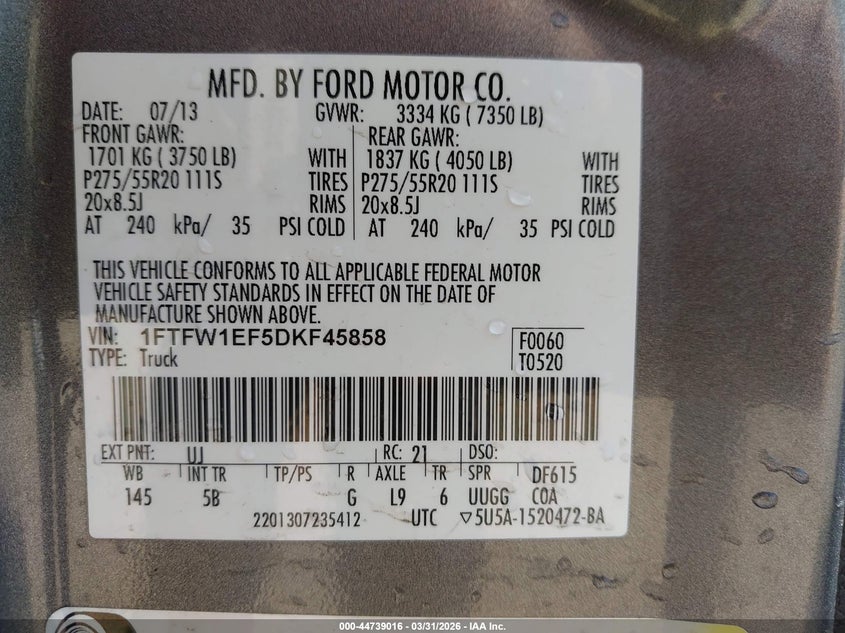 MFD. BY FORD MOTOR CO.
DATE: 07/13 GVWR: 3334 KG ( 7350 LB)
FRONT GAWR: REAR GAWR:
1701 KG ( 3750 LB) WITH 1837 KG ( 4050 LB) WITH
P275/55R20 111S TIRES P275/55R20 111S TIRES
20x8.5J RIMS 20x8.5J RIMS
AT 240 kPa/ 35 PSI COLD AT 240 kPa/ 35 PSI COLD
THIS VEHICLE CONFORMS TO ALL APPLICABLE FEDERAL MOTOR
VEHICLE SAFETY STANDARDS IN EFFECT ON THE DATE OF
MANUFACTURE SHOWN ABOVE.
VIN: 1FTFW1EF5DKF45858 F0060
TYPE: Truck T0520
EXT PNT: UJ RC: 21 DSO:
WB INT TR TP/PS R AXLE TR SPR DF615
145 5B G L9 6 UUGG COA
2201307235412 UTC ▽5U5A-1520472-BA
000-44739016 - 03/31/2026 - IAA Inc.